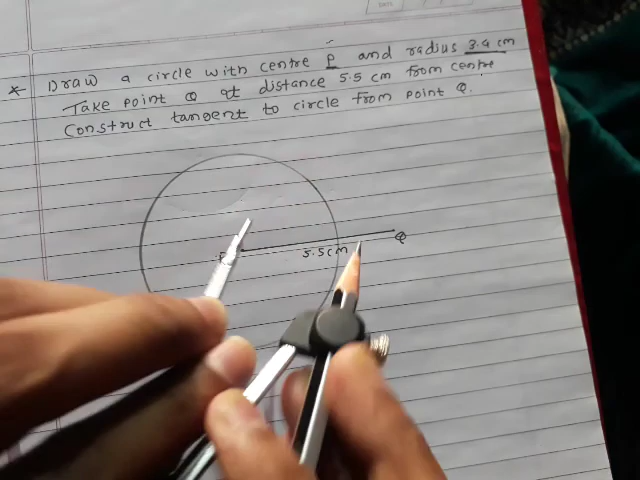 * Draw a circle with centre P and radius 3.4 cm
Take point Q at distance 5.5 cm from centre
Construct tangent to circle from point Q.
P
5.5cm
Q